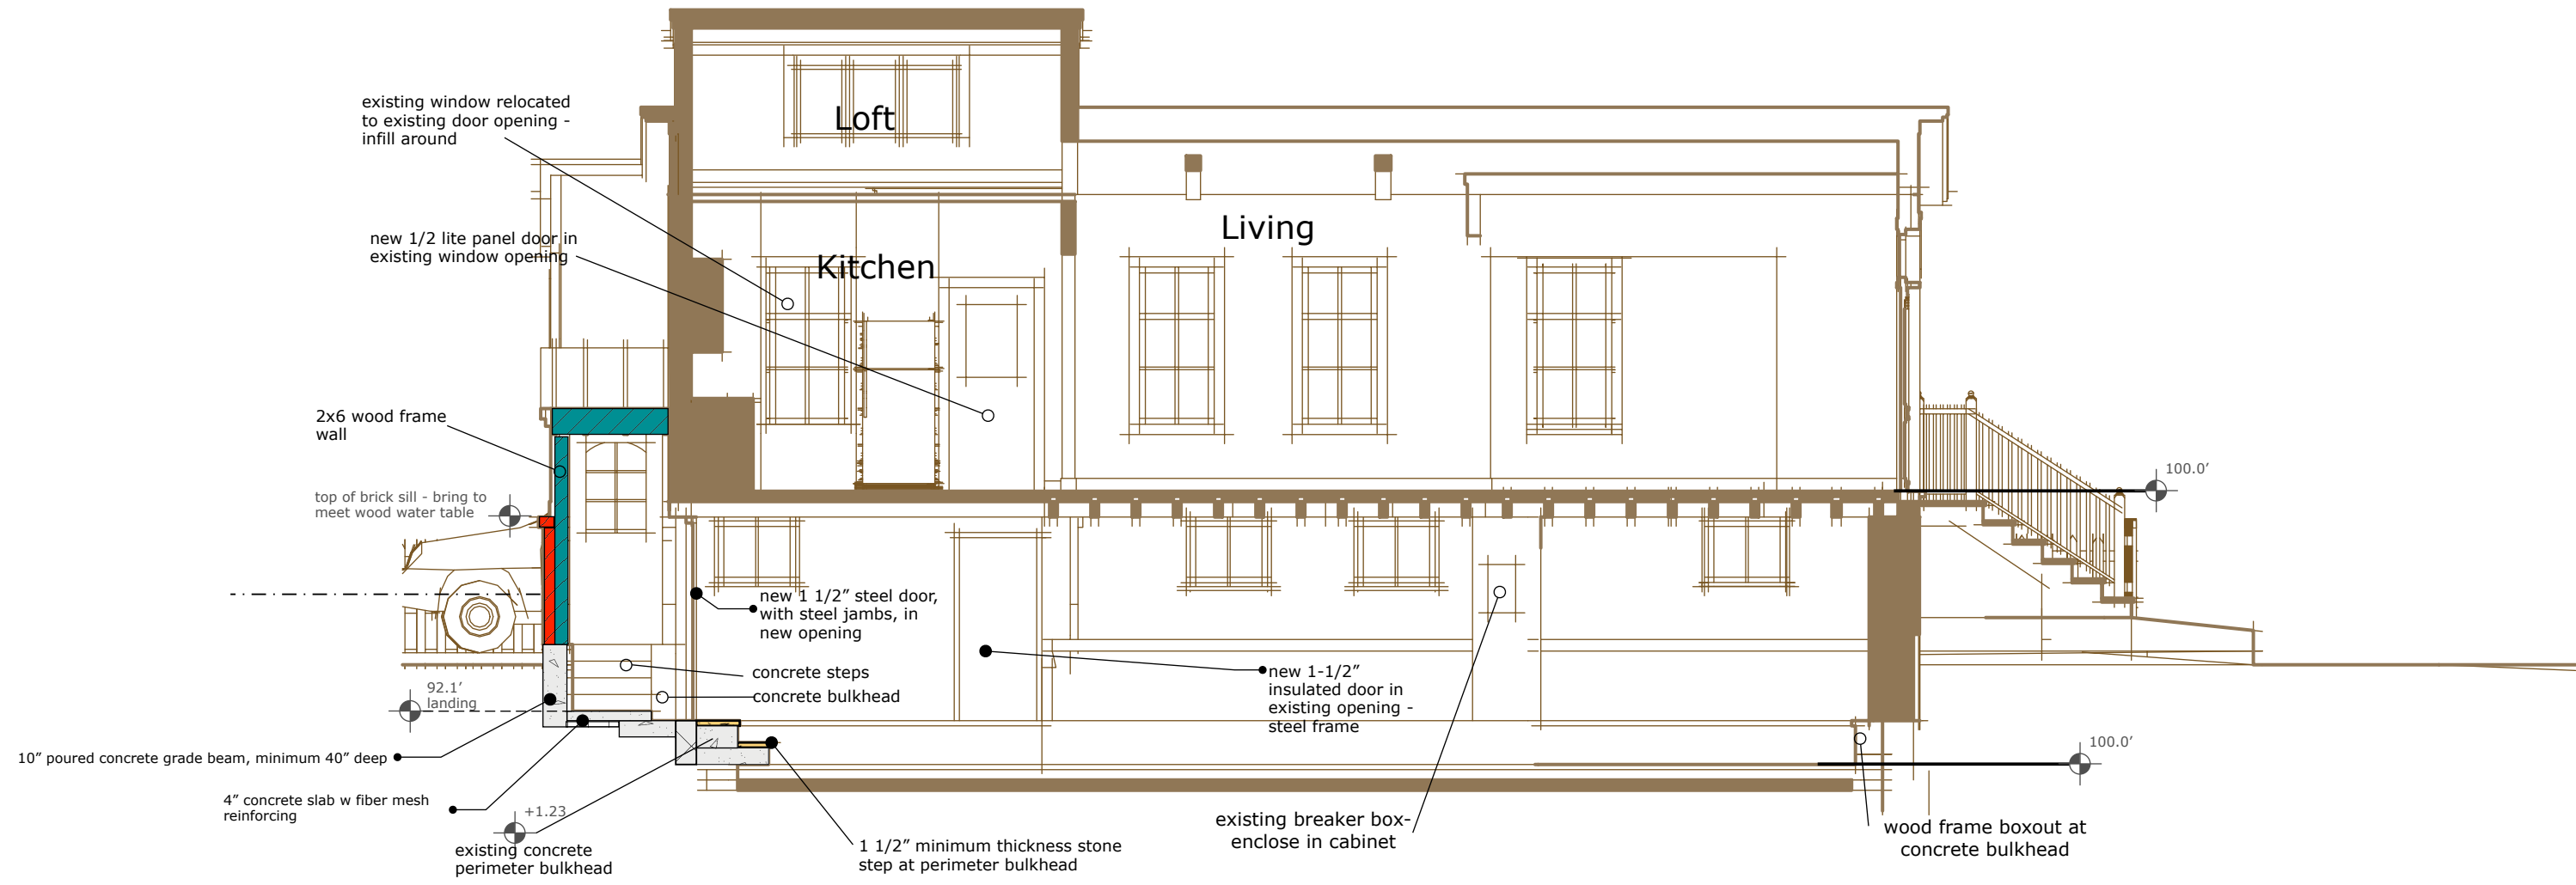 Loft
existing window relocated
to existing door opening -
infill around
Living
new 1/2 lite panel door in
existing window opening
Kitchen
2x6 wood frame
wall
100.0’
top of brick sill - bring to
meet wood water table
new 1 1/2” steel door,
with steel jambs, in
new opening
concrete steps
concrete bulkhead
new 1-1/2”
insulated door in
existing opening -
steel frame
92.1’
landing
100.0’
10” poured concrete grade beam, minimum 40” deep
4” concrete slab w fiber mesh
reinforcing
+1.23
existing concrete
perimeter bulkhead
1 1/2” minimum thickness stone
step at perimeter bulkhead
existing breaker box-
enclose in cabinet
wood frame boxout at
concrete bulkhead